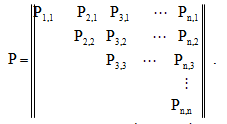 P = ‖ P1,1 P2,1 P3,1 ⋯ Pn,1
P2,2 P3,2 ⋯ Pn,2
P3,3 ⋯ Pn,3
⋮
Pn,n ‖ .